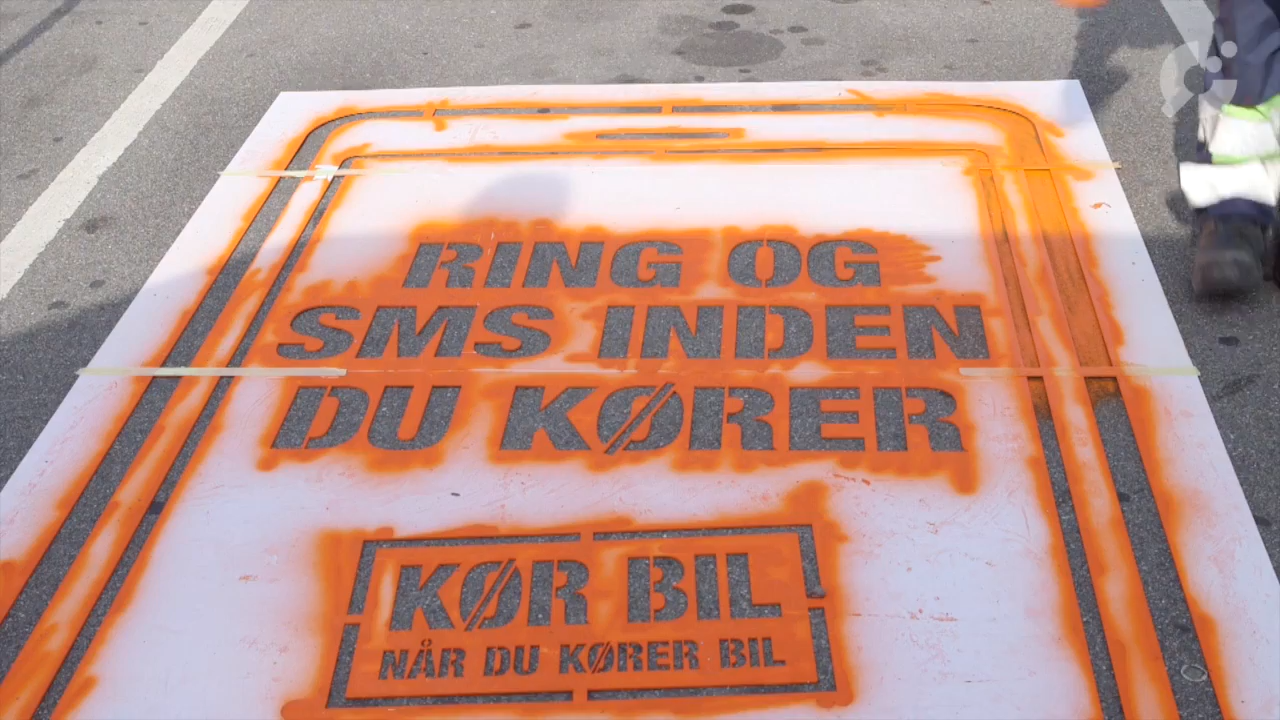 RING OG
SMS INDEN
DU KØRER
KØR BIL
NÅR DU KØRER BIL